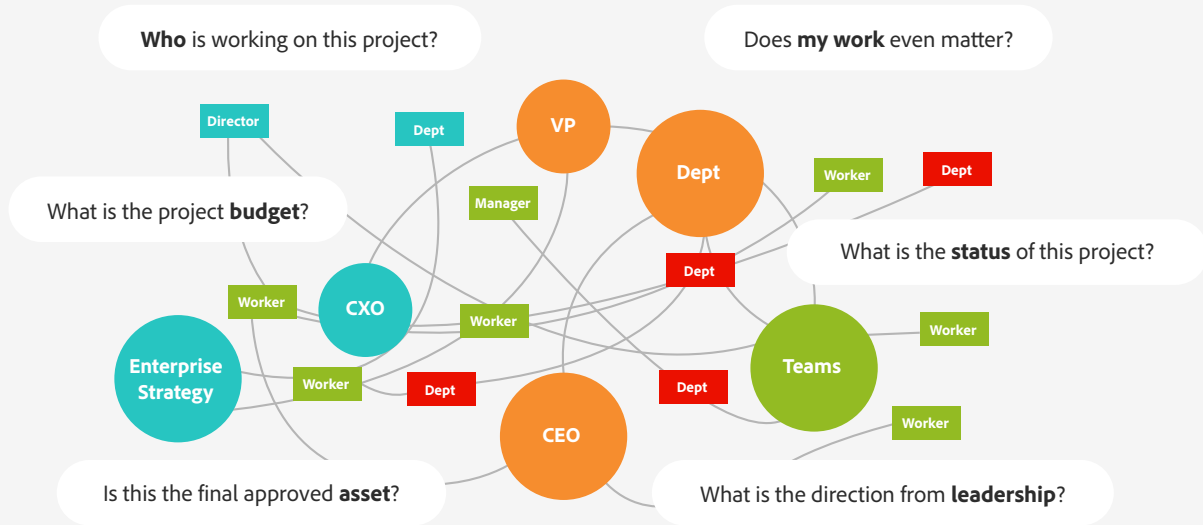 Who is working on this project?
Does my work even matter?
Director
Dept
VP
Dept
Worker
Dept
Manager
What is the project budget?
What is the status of this project?
Dept
Worker
CXO
Worker
Worker
Enterprise
Strategy
Worker
Dept
Dept
Teams
Worker
CEO
Is this the final approved asset?
What is the direction from leadership?